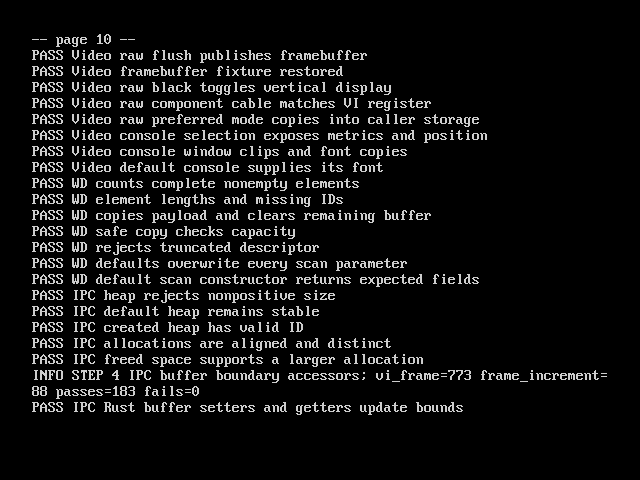 -- page 10 --
PASS Video raw flush publishes framebuffer
PASS Video framebuffer fixture restored
PASS Video raw black toggles vertical display
PASS Video raw component cable matches VI register
PASS Video raw preferred mode copies into caller storage
PASS Video console selection exposes metrics and position
PASS Video console window clips and font copies
PASS Video default console supplies its font
PASS WD counts complete nonempty elements
PASS WD element lengths and missing IDs
PASS WD copies payload and clears remaining buffer
PASS WD safe copy checks capacity
PASS WD rejects truncated descriptor
PASS WD defaults overwrite every scan parameter
PASS WD default scan constructor returns expected fields
PASS IPC heap rejects nonpositive size
PASS IPC default heap remains stable
PASS IPC created heap has valid ID
PASS IPC allocations are aligned and distinct
PASS IPC freed space supports a larger allocation
INFO STEP 4 IPC buffer boundary accessors; vi_frame=773 frame_increment=
88 passes=183 fails=0
PASS IPC Rust buffer setters and getters update bounds